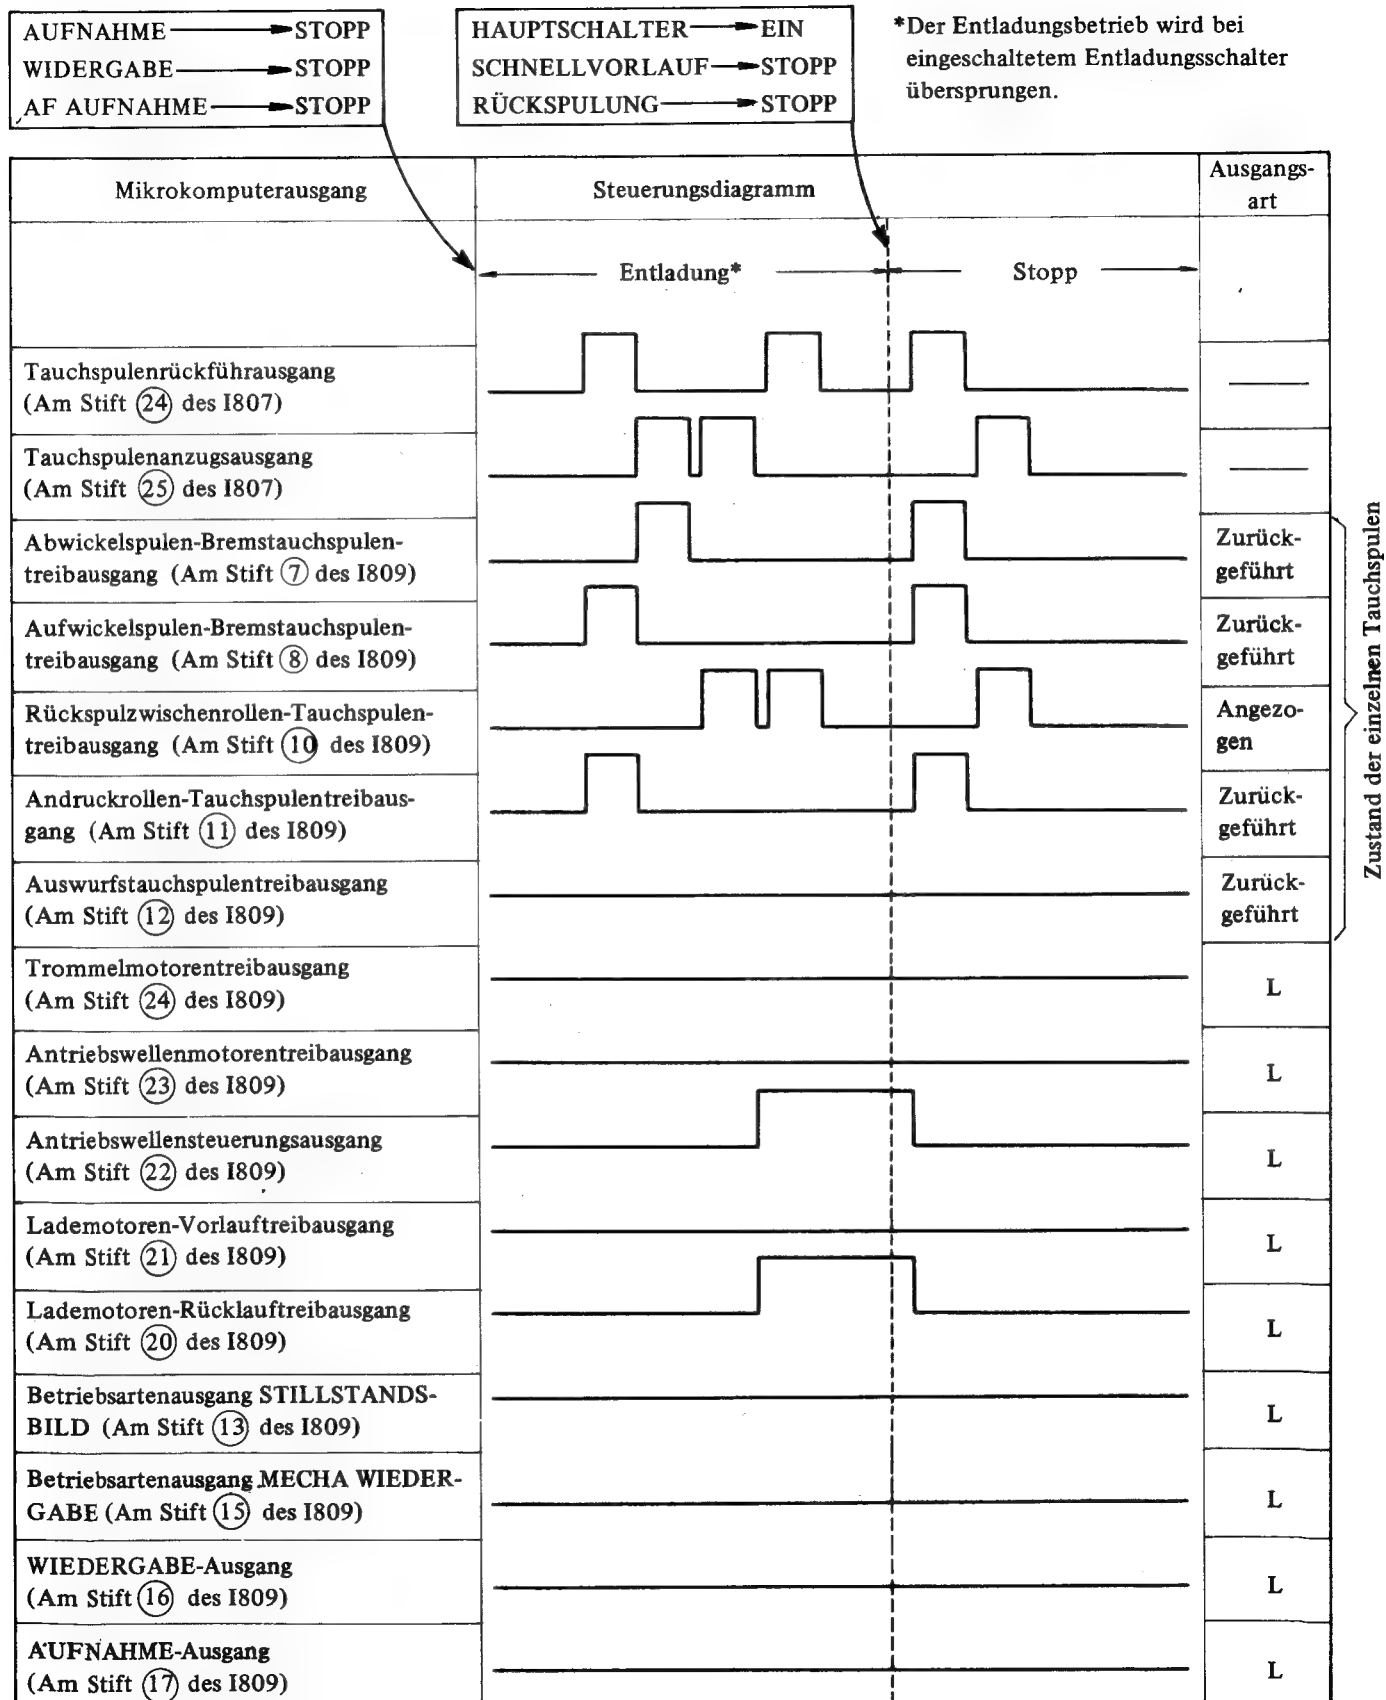 AUFNAHME STOPP
WIDERGABE STOPP
AF AUFNAHME STOPP
HAUPTSCHALTER EIN
SCHNELLVORLAUF STOPP
RÜCKSPULUNG STOPP
*Der Entladungsbetrieb wird bei
eingeschaltetem Entladungsschalter
übersprungen.
Mikrokomputerausgang
Steuerungsdiagramm
Ausgangs-
art
Entladung*
Stopp
Tauchspulenrückführausgang
(Am Stift 24 des I807)
Tauchspulenanzugsausgang
(Am Stift 25 des I807)
Abwickelspulen-Bremstauchspulen-
treibausgang (Am Stift 7 des I809)
Zurück-
geführt
Aufwickelspulen-Bremstauchspulen-
treibausgang (Am Stift 8 des I809)
Zurück-
geführt
Rückspulzwischenrollen-Tauchspulen-
treibausgang (Am Stift 10 des I809)
Angezo-
gen
Andruckrollen-Tauchspulentreibaus-
gang (Am Stift 11 des I809)
Zurück-
geführt
Auswurfstauchspulentreibausgang
(Am Stift 12 des I809)
Zurück-
geführt
Zustand der einzelnen Tauchspulen
Trommelmotorentreibausgang
(Am Stift 24 des I809)
L
Antriebswellenmotorentreibausgang
(Am Stift 23 des I809)
L
Antriebswellensteuerungsausgang
(Am Stift 22 des I809)
L
Lademotoren-Vorlauftreibausgang
(Am Stift 21 des I809)
L
Lademotoren-Rücklauftreibausgang
(Am Stift 20 des I809)
L
Betriebsartenausgang STILLSTANDS-
BILD (Am Stift 13 des I809)
L
Betriebsartenausgang MECHA WIEDER-
GABE (Am Stift 15 des I809)
L
WIEDERGABE-Ausgang
(Am Stift 16 des I809)
L
AUFNAHME-Ausgang
(Am Stift 17 des I809)
L